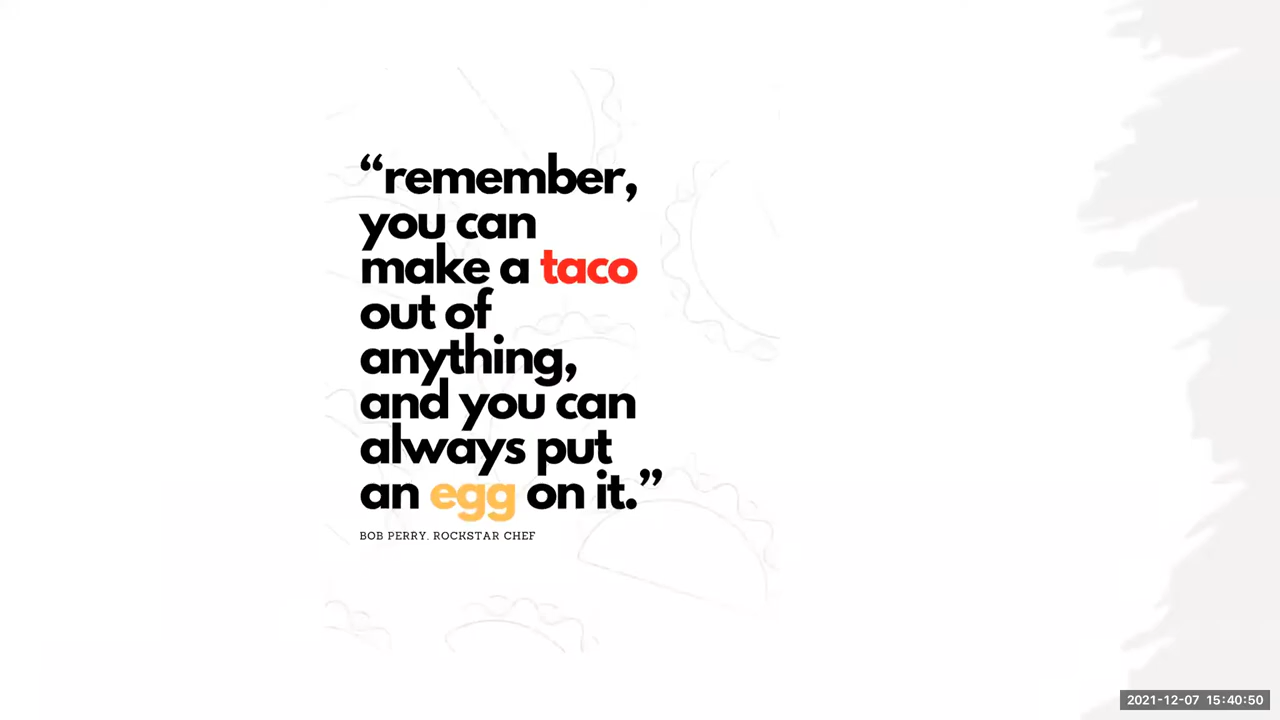 “remember,
you can
make a taco
out of
anything,
and you can
always put
an egg on it.”
BOB PERRY. ROCKSTAR CHEF
2021-12-07 15:40:50